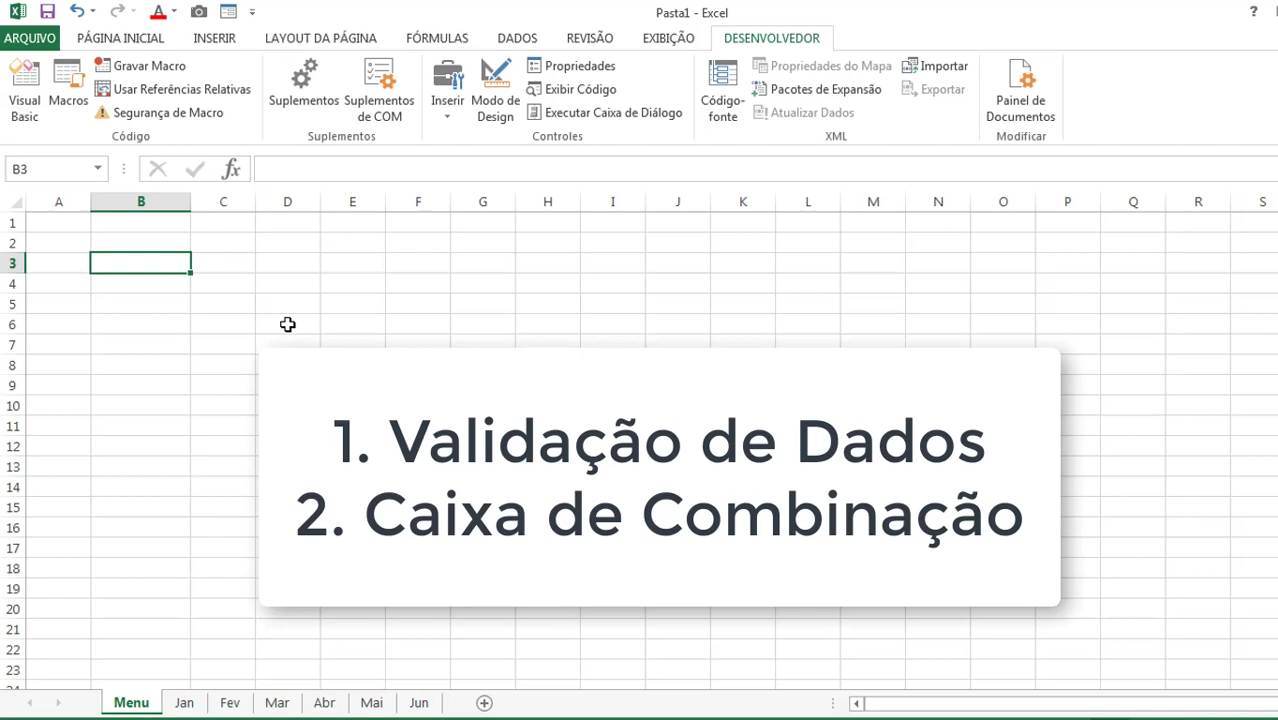 Pasta1 - Excel
?
ARQUIVO PÁGINA INICIAL INSERIR LAYOUT DA PÁGINA FÓRMULAS DADOS REVISÃO EXIBIÇÃO DESENVOLVEDOR
Visual Basic
Macros
Gravar Macro
Usar Referências Relativas
Segurança de Macro
Código
Suplementos
Suplementos de COM
Suplementos
Inserir
Modo de Design
Propriedades
Exibir Código
Executar Caixa de Diálogo
Controles
Código-fonte
Propriedades do Mapa
Pacotes de Expansão
Atualizar Dados
Importar
Exportar
XML
Painel de Documentos
Modificar
B3
fx
A B C D E F G H I J K L M N O P Q R S
1
2
3
4
5
6
7
8
9
10
11
12
13
14
15
16
17
18
19
20
21
22
23
1. Validação de Dados
2. Caixa de Combinação
Menu Jan Fev Mar Abr Mai Jun